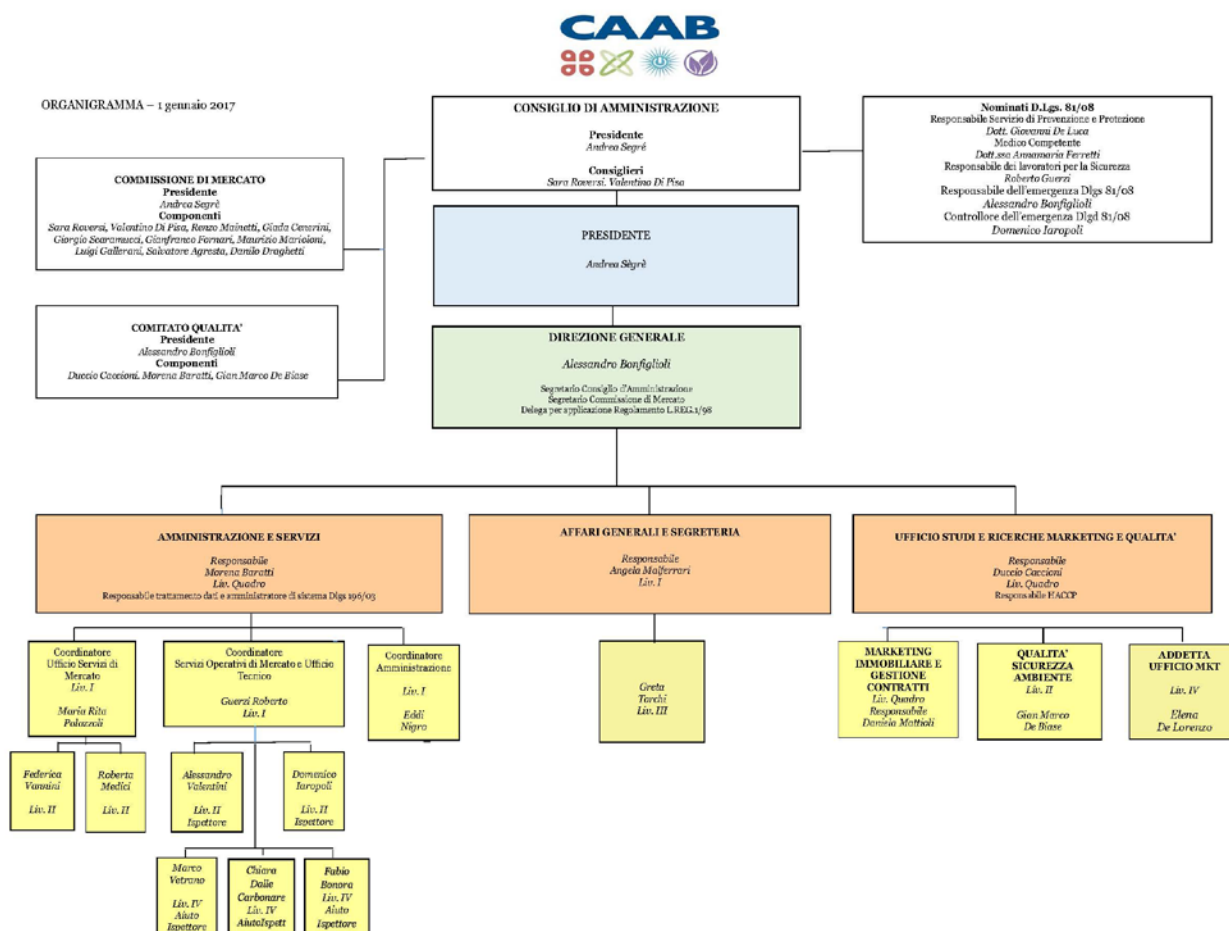 CAAB
ORGANIGRAMMA – 1 gennaio 2017
CONSIGLIO DI AMMINISTRAZIONE
Presidente
Andrea Segré
Consiglieri
Sara Roversi. Valentino Di Pisa
Nominati D.Lgs. 81/08
Responsabile Servizio di Prevenzione e Protezione
Dott. Giovanni De Luca
Medico Competente
Dott.ssa Annamaria Ferretti
Responsabile dei lavoratori per la Sicurezza
Roberto Guerzi
Responsabile dell'emergenza Dlgs 81/08
Alessandro Bonfiglioli
Controllore dell'emergenza Dlgd 81/08
Domenico Iaropoli
COMMISSIONE DI MERCATO
Presidente
Andrea Segrè
Componenti
Sara Roversi, Valentino Di Pisa, Renzo Mainetti, Giada Cenerini,
Giorgio Scaramucci, Gianfranco Fornari, Maurizio Maricioni,
Luigi Gallerani, Salvatore Agresta, Danilo Draghetti
PRESIDENTE
Andrea Sègrè
COMITATO QUALITA'
Presidente
Alessandro Bonfiglioli
Componenti
Duccio Caccioni. Morena Baratti, Gian Marco De Biase
DIREZIONE GENERALE
Alessandro Bonfiglioli
Segretario Consiglio d'Amministrazione
Segretario Commissione di Mercato
Delega per applicazione Regolamento L.REG.1/98
AMMINISTRAZIONE E SERVIZI
Responsabile
Morena Baratti
Liv. Quadro
Responsabile trattamento dati e amministratore di sistema Dlgs 196/03
AFFARI GENERALI E SEGRETERIA
Responsabile
Angela Malferrari
Liv. I
UFFICIO STUDI E RICERCHE MARKETING E QUALITA'
Responsabile
Duccio Caccioni
Liv. Quadro
Responsabile HACCP
Coordinatore
Ufficio Servizi di
Mercato
Liv. I
Maria Rita
Palazzoli
Coordinatore
Servizi Operativi di Mercato e Ufficio
Tecnico
Guerzi Roberto
Liv. I
Coordinatore
Amministrazione
Liv. I
Eddi
Nigro
Greta
Torchi
Liv. III
MARKETING
IMMOBILIARE E
GESTIONE
CONTRATTI
Liv. Quadro
Responsabile
Daniela Mattioli
QUALITA'
SICUREZZA
AMBIENTE
Liv. II
Gian Marco
De Biase
ADDETTA
UFFICIO MKT
Liv. IV
Elena
De Lorenzo
Federica
Vannini
Liv. II
Roberta
Medici
Liv. II
Alessandro
Valentini
Liv. II
Ispettore
Domenico
Iaropoli
Liv. II
Ispettore
Marco
Vetrano
Liv. IV
Aiuto
Ispettore
Chiara
Dalle
Carbonare
Liv. IV
AiutoIspett
Fabio
Bonora
Liv. IV
Aiuto
Ispettore